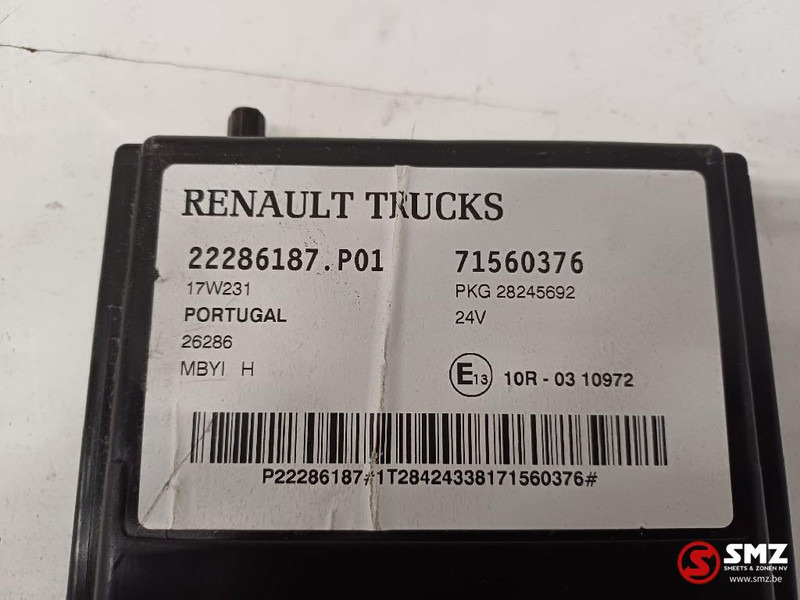 RENAULT TRUCKS
22286187.P01 71560376
17W231 PKG 28245692
PORTUGAL 24V
26286
MBYI H
E13 10R - 03 10972
P22286187#1T28424338171560376#
SMZ
SMEETS & ZONEN NV
www.smz.be